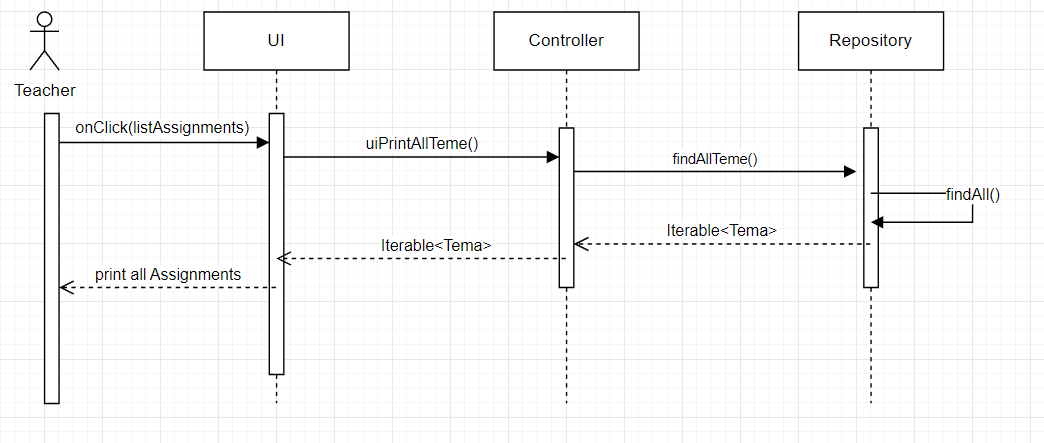 UI
Controller
Repository
Teacher
onClick(listAssignments)
uiPrintAllTeme()
findAllTeme()
findAll()
Iterable<Tema>
Iterable<Tema>
print all Assignments